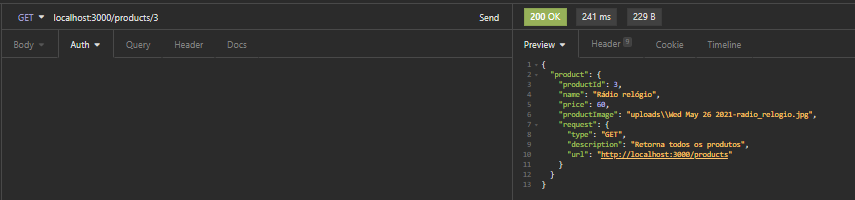 GET localhost:3000/products/3 Send
200 OK 241 ms 229 B
Body Auth Query Header Docs
Preview Header 9 Cookie Timeline
1 {
2 "product": {
3 "productId": 3,
4 "name": "Rádio relógio",
5 "price": 60,
6 "productImage": "uploads\\Wed May 26 2021-radio_relogio.jpg",
7 "request": {
8 "type": "GET",
9 "description": "Retorna todos os produtos",
10 "url": "http://localhost:3000/products"
11 }
12 }
13 }